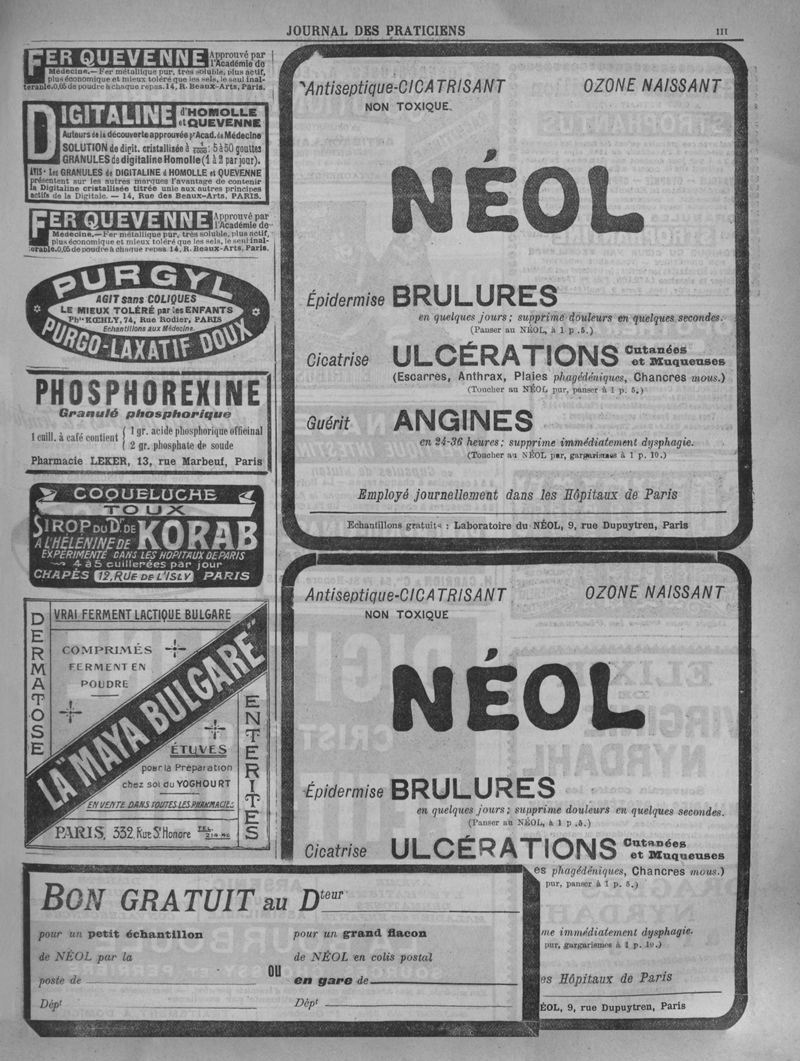 JOURNAL DES PRATICIENS
III
FER QUEVENNE Approuvé par
l'Académie de
Médecine.— Fer métallique pur, très soluble, plus actif,
plus économique et mieux toléré que les sels, le seul inal-
térable. 0,05 de poudre à chaque repas. 14, R. Beaux-Arts, Paris.
DIGITALINE d'HOMOLLE
et QUEVENNE
Auteurs de la découverte approuvée p. l'Acad. de Médecine
SOLUTION de digit. cristallisée à 1/1000: 5 à 50 gouttes
GRANULES de digitaline Homolle (1 à 2 par jour).
AVIS - Les GRANULES de DIGITALINE d'HOMOLLE et QUEVENNE
présentent sur les autres marques l'avantage de contenir
la Digitaline cristallisée titrée unie aux autres principes
actifs de la Digitale. — 14, Rue des Beaux-Arts, PARIS.
FER QUEVENNE Approuvé par
l'Académie de
Médecine.— Fer métallique pur, très soluble, plus actif,
plus économique et mieux toléré que les sels, le seul inal-
térable. 0,05 de poudre à chaque repas. 14, R. Beaux-Arts, Paris.
PURGYL
AGIT sans COLIQUES
LE MIEUX TOLÉRÉ par les ENFANTS
Phie KŒHLY, 74, Rue Rodier, PARIS
Echantillons aux Médecins.
PURGO-LAXATIF DOUX
PHOSPHOREXINE
Granulé phosphorique
1 cuill. à café contient { 1 gr. acide phosphorique officinal
2 gr. phosphate de soude
Pharmacie LEKER, 13, rue Marbeuf, Paris
COQUELUCHE
TOUX
SIROP DU Dr DE KORAB
A L'HÉLÉNINE DE
EXPÉRIMENTÉ DANS LES HOPITAUX DE PARIS
4 à 5 cuillerées par jour
CHAPÈS 12, RUE DE L'ISLY PARIS
DERMATOSE
VRAI FERMENT LACTIQUE BULGARE
COMPRIMÉS
FERMENT EN
POUDRE
LA "MAYA BULGARE"
ÉTUVES
pour la Préparation
chez soi du YOGHOURT
EN VENTE DANS TOUTES LES PHARMACIES
PARIS, 332, Rue St Honoré
ENTERITES
Antiseptique-CICATRISANT
OZONE NAISSANT
NON TOXIQUE
NÉOL
Épidermise BRULURES
en quelques jours; supprime douleurs en quelques secondes.
(Panser au NÉOL, à 1 p .5.)
Cicatrise ULCÉRATIONS Cutanées
et Muqueuses
(Escarres, Anthrax, Plaies phagédéniques, Chancres mous.)
(Toucher au NÉOL pur, panser à 1 p. 5.)
Guérit ANGINES
en 24-36 heures; supprime immédiatement dysphagie.
(Toucher au NÉOL pur, gargarismes à 1 p. 10.)
Employé journellement dans les Hôpitaux de Paris
Echantillons gratuits : Laboratoire du NÉOL, 9, rue Dupuytren, Paris
Antiseptique-CICATRISANT
OZONE NAISSANT
NON TOXIQUE
NÉOL
Épidermise BRULURES
en quelques jours; supprime douleurs en quelques secondes.
(Panser au NÉOL, à 1 p .5.)
Cicatrise ULCÉRATIONS Cutanées
et Muqueuses
es phagédéniques, Chancres mous.)
pur, panser à 1 p. 5.)
me immédiatement dysphagie.
pur, gargarismes à 1 p. 10.)
es Hôpitaux de Paris
ÉOL, 9, rue Dupuytren, Paris
BON GRATUIT au Dteur
pour un petit échantillon
de NÉOL par la
poste de
Dépt
OU
pour un grand flacon
de NÉOL en colis postal
en gare de
Dépt